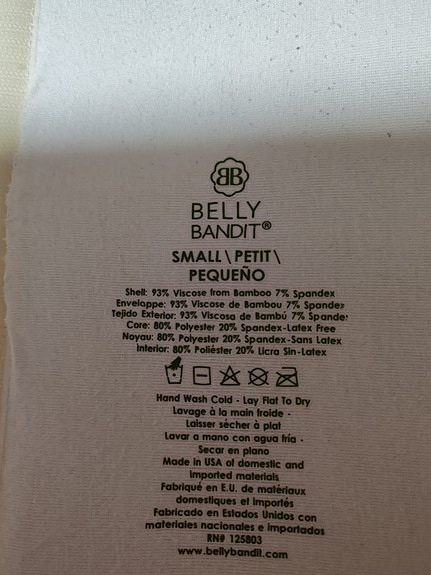 BB
BELLY
BANDIT®
SMALL \ PETIT \
PEQUEÑO
Shell: 93% Viscose from Bamboo 7% Spandex
Enveloppe: 93% Viscose de Bambou 7% Spandex
Tejido Exterior: 93% Viscosa de Bambú 7% Spandex
Core: 80% Polyester 20% Spandex-Latex Free
Noyau: 80% Polyester 20% Spandex-Sans Latex
Interior: 80% Poliéster 20% Licra Sin-Latex
Hand Wash Cold - Lay Flat To Dry
Lavage à la main froide -
Laisser sécher à plat
Lavar a mano con agua fría -
Secar en plano
Made in USA of domestic and
imported materials
Fabriqué en E.U. de matériaux
domestiques et importés
Fabricado en Estados Unidos con
materiales nacionales e importados
RN# 125803
www.bellybandit.com